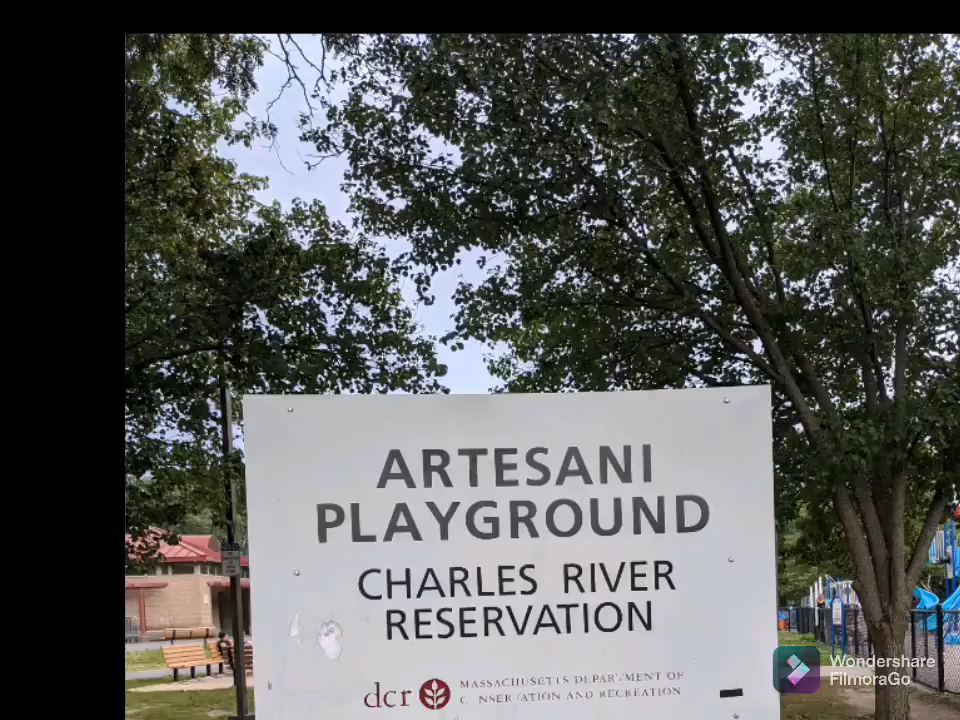 ARTESANI
PLAYGROUND
CHARLES RIVER
RESERVATION
dcr MASSACHUSETTS DEPARTMENT OF
CONSERVATION AND RECREATION
Wondershare
FilmoraGo